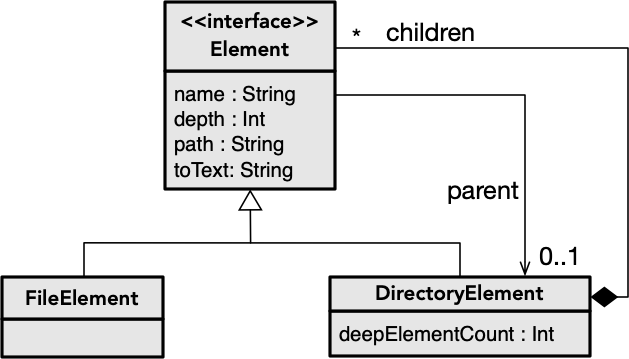 <<interface>>
Element
* children
name : String
depth : Int
path : String
toText: String
parent
0..1
FileElement
DirectoryElement
deepElementCount : Int